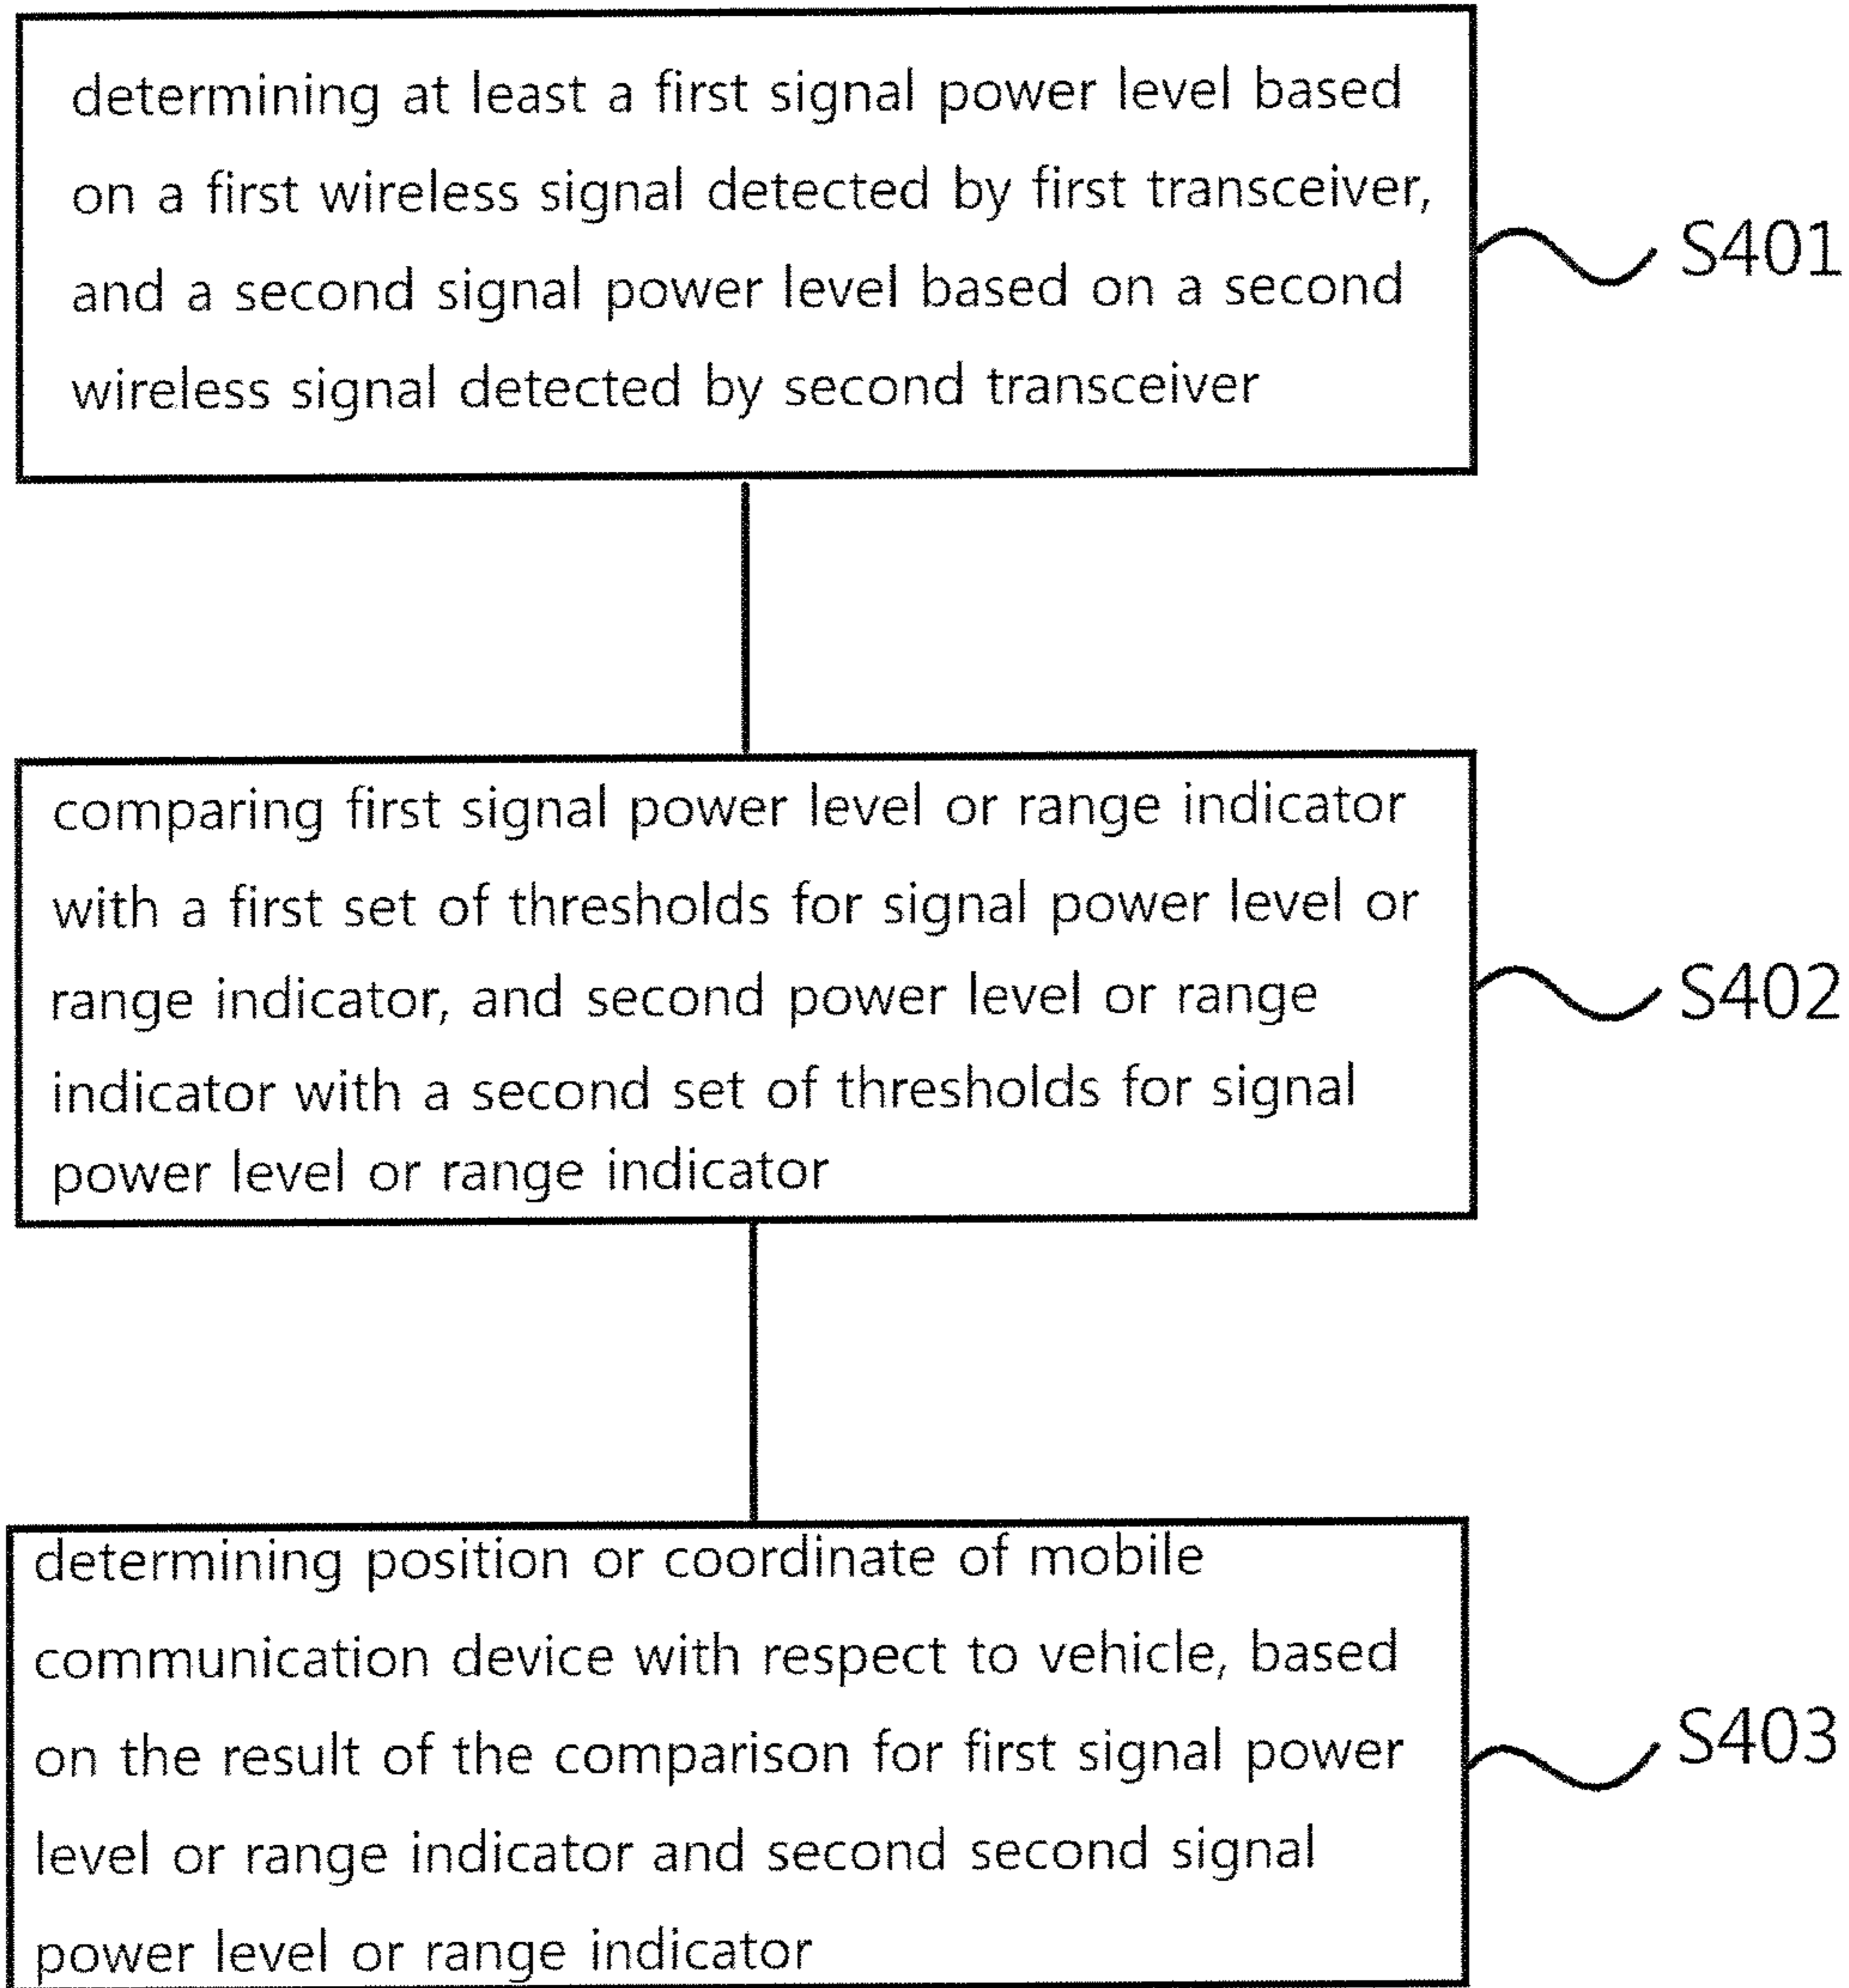 determining at least a first signal power level based
on a first wireless signal detected by first transceiver,
and a second signal power level based on a second
wireless signal detected by second transceiver
S401
comparing first signal power level or range indicator
with a first set of thresholds for signal power level or
range indicator, and second power level or range
indicator with a second set of thresholds for signal
power level or range indicator
S402
determining position or coordinate of mobile
communication device with respect to vehicle, based
on the result of the comparison for first signal power
level or range indicator and second second signal
power level or range indicator
S403